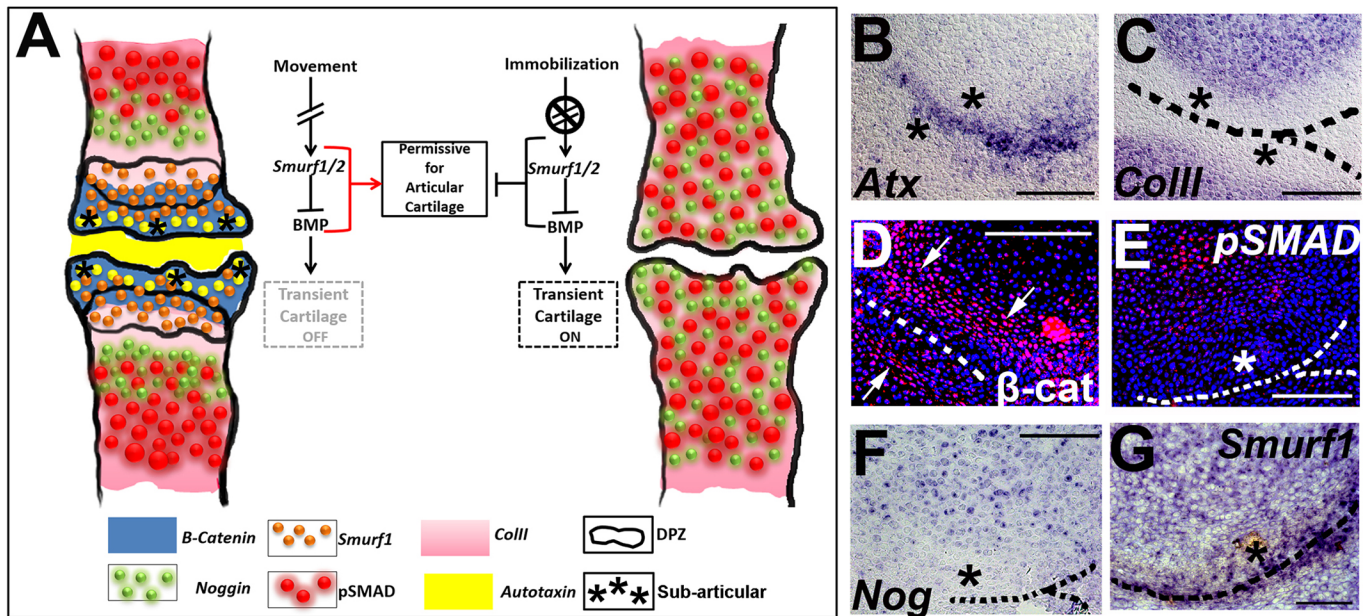 A
Movement
Immobilization
Smurf1/2
Permissive
for
Articular
Cartilage
Smurf1/2
BMP
BMP
Transient
Cartilage
OFF
Transient
Cartilage
ON
B-Catenin
Smurf1
ColII
DPZ
Noggin
pSMAD
Autotaxin
Sub-articular
B
Atx
C
ColII
D
β-cat
E
pSMAD
F
Nog
G
Smurf1